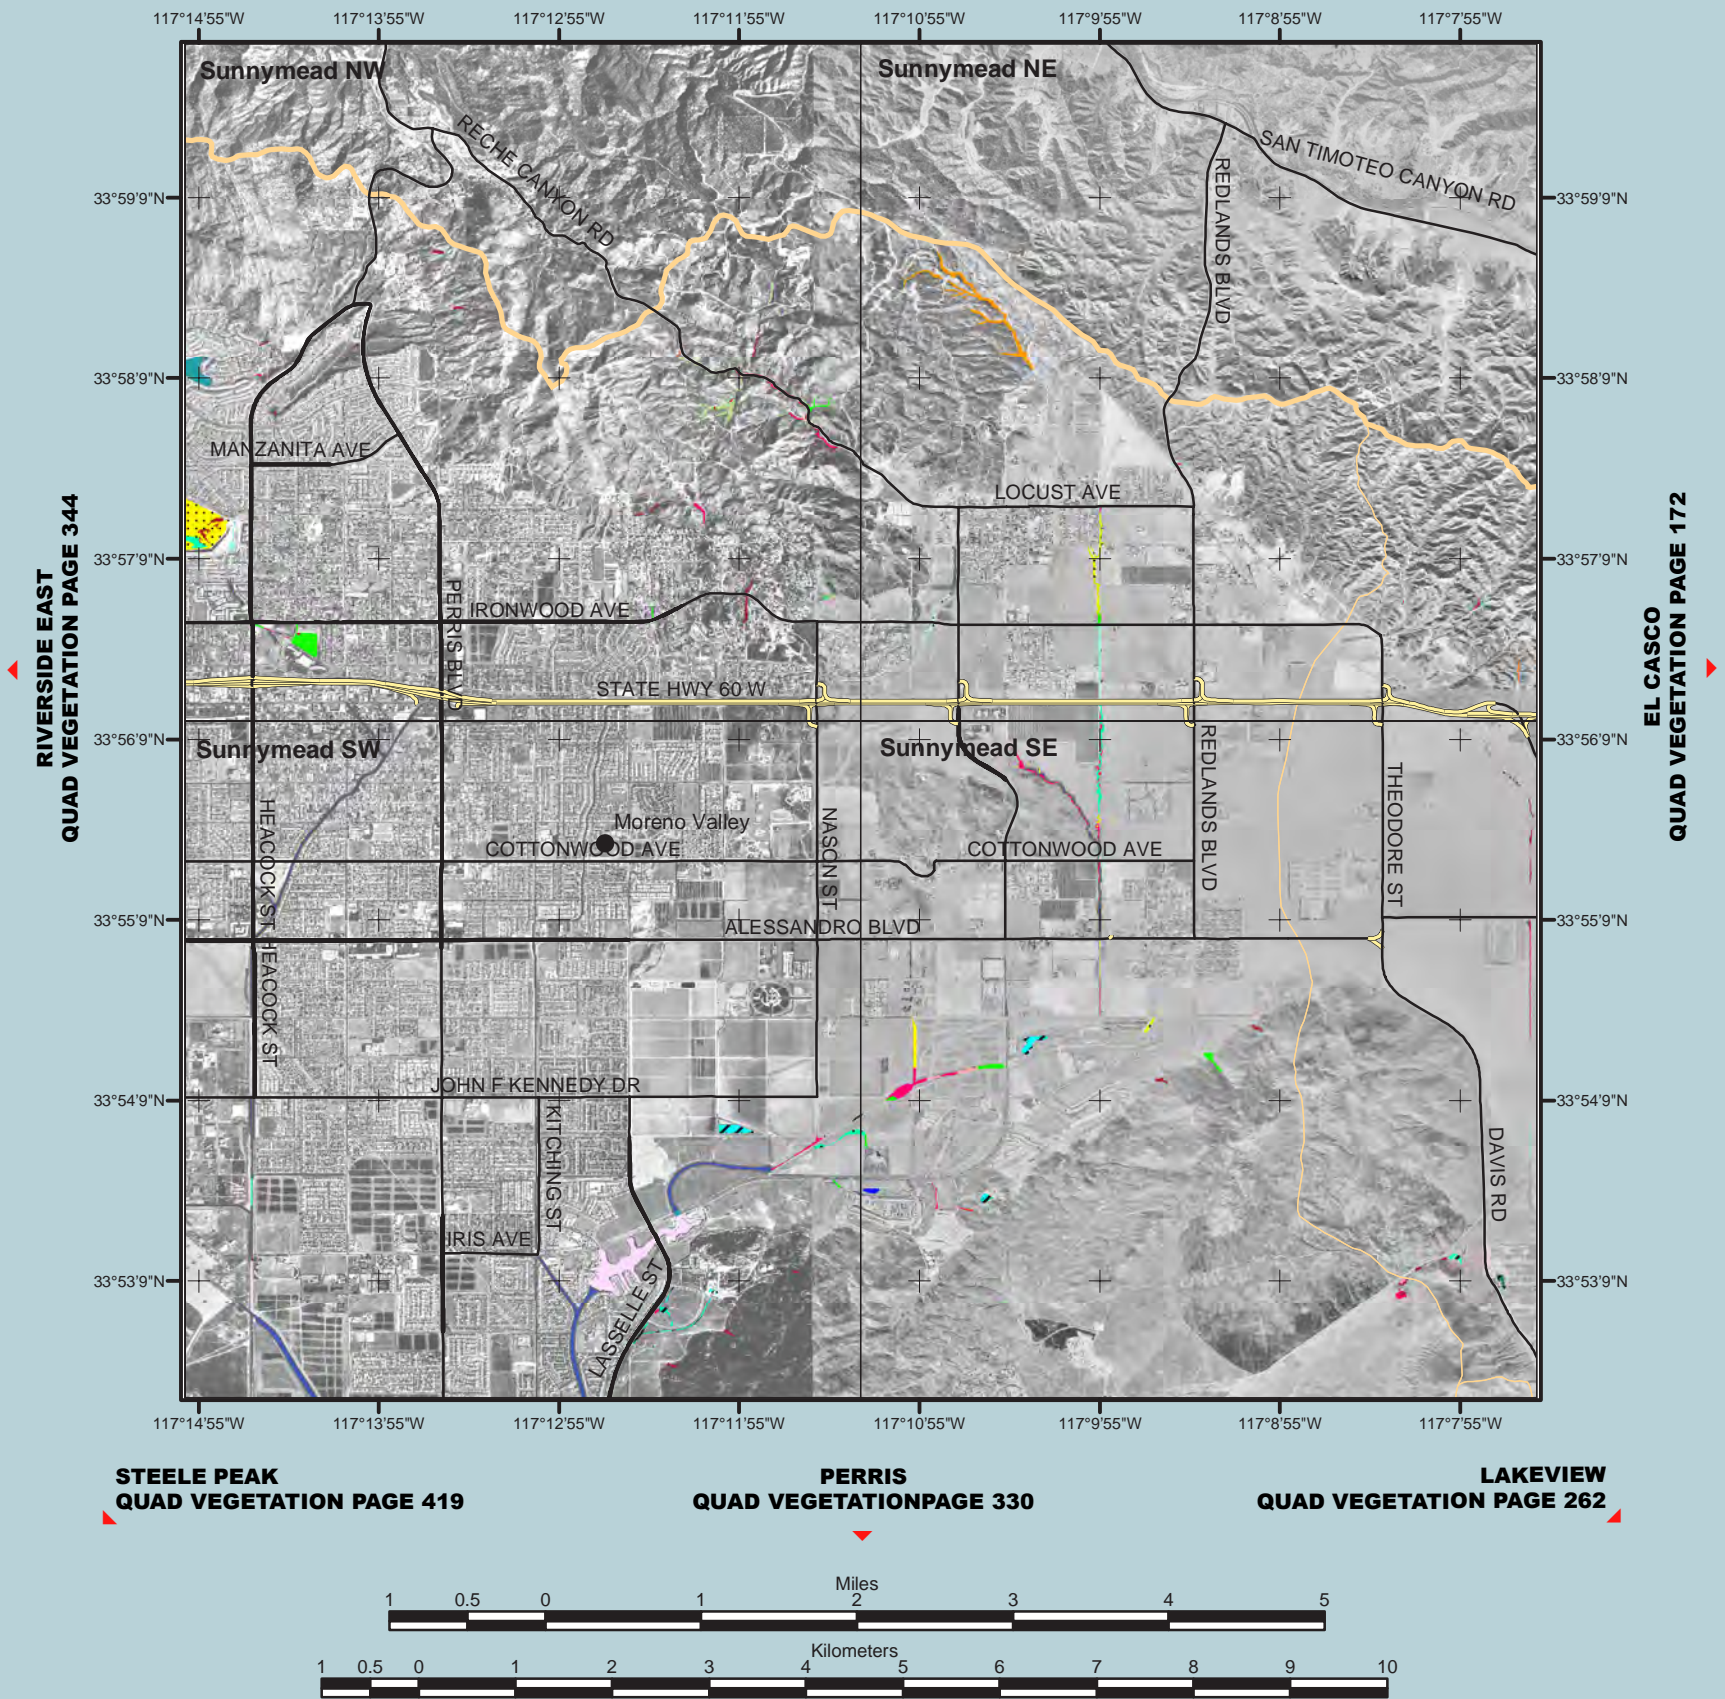 117°14'55"W 117°13'55"W 117°12'55"W 117°11'55"W 117°10'55"W 117°9'55"W 117°8'55"W 117°7'55"W
Sunnymead NW
Sunnymead NE
RECHE CANYON RD
SAN TIMOTEO CANYON RD
REDLANDS BLVD
33°59'9"N 33°59'9"N
33°58'9"N 33°58'9"N
MANZANITA AVE
LOCUST AVE
RIVERSIDE EAST
QUAD VEGETATION PAGE 344
EL CASCO
QUAD VEGETATION PAGE 172
33°57'9"N 33°57'9"N
PERRIS BLVD
IRONWOOD AVE
STATE HWY 60 W
33°56'9"N 33°56'9"N
Sunnymead SW
Sunnymead SE
REDLANDS BLVD
THEODORE ST
HEACOCK ST
NASON ST
Moreno Valley
COTTONWOOD AVE
COTTONWOOD AVE
33°55'9"N 33°55'9"N
ALESSANDRO BLVD
HEACOCK ST
JOHN F KENNEDY DR
33°54'9"N 33°54'9"N
KITCHING ST
DAVIS RD
IRIS AVE
33°53'9"N 33°53'9"N
LASSELLE ST
117°14'55"W 117°13'55"W 117°12'55"W 117°11'55"W 117°10'55"W 117°9'55"W 117°8'55"W 117°7'55"W
STEELE PEAK
QUAD VEGETATION PAGE 419
PERRIS
QUAD VEGETATIONPAGE 330
LAKEVIEW
QUAD VEGETATION PAGE 262
Miles
1 0.5 0 1 2 3 4 5
Kilometers
1 0.5 0 1 2 3 4 5 6 7 8 9 10